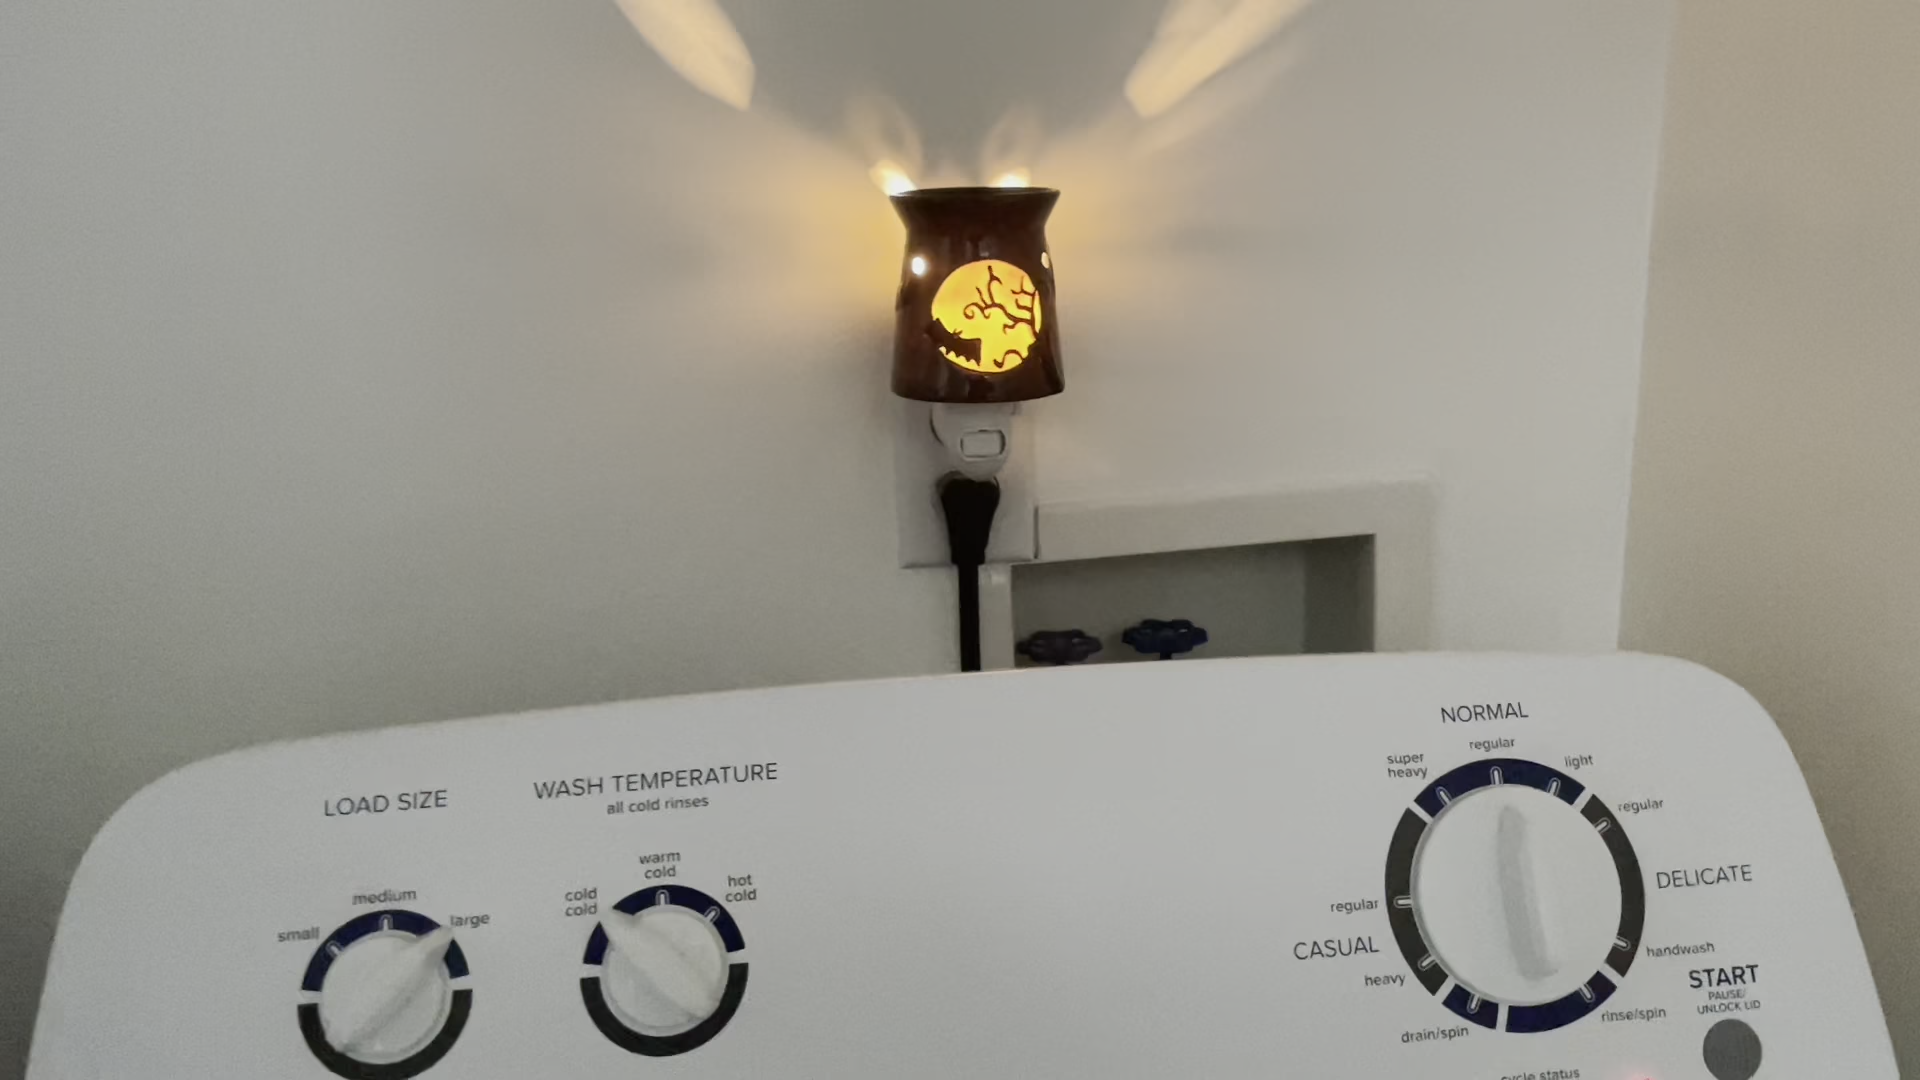 LOAD SIZE
small
medium
large
WASH TEMPERATURE
all cold rinses
cold
cold
warm
cold
hot
cold
NORMAL
super
heavy
regular
light
regular
DELICATE
handwash
rinse/spin
drain/spin
heavy
CASUAL
regular
START
PAUSE/
UNLOCK LID
cycle status